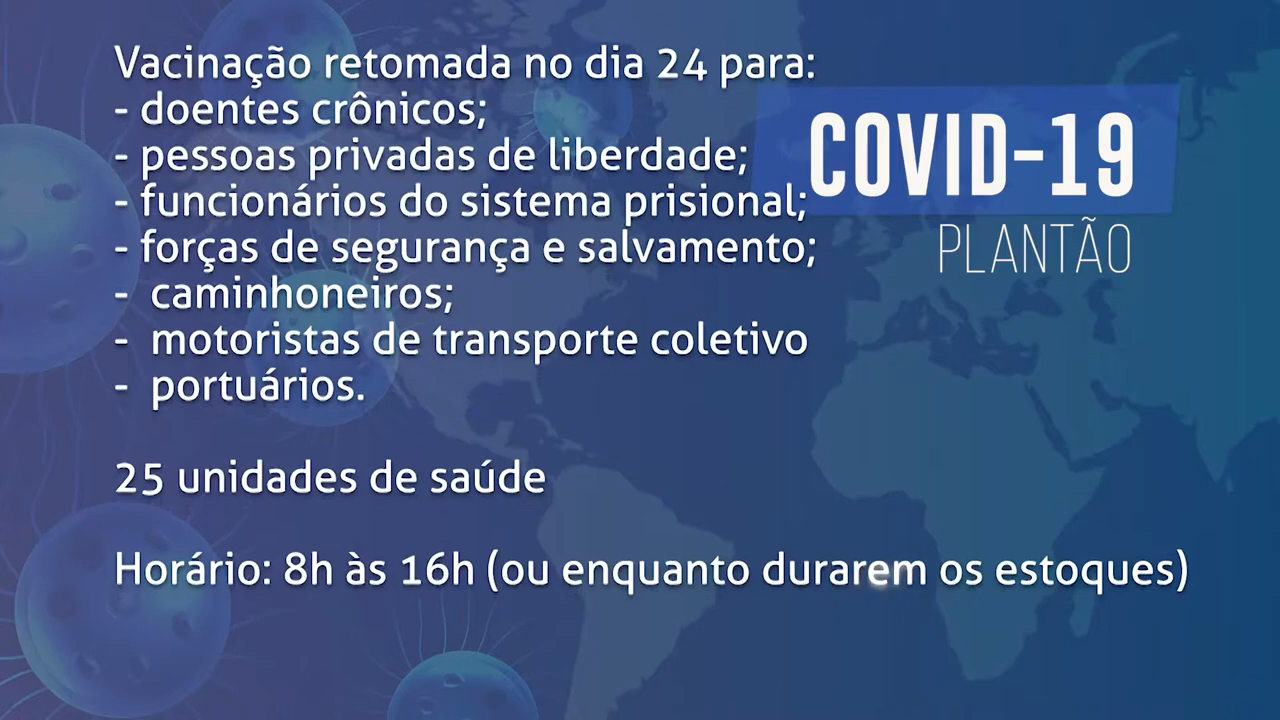 Vacinação retomada no dia 24 para:
- doentes crônicos;
- pessoas privadas de liberdade;
- funcionários do sistema prisional;
- forças de segurança e salvamento;
-  caminhoneiros;
-  motoristas de transporte coletivo
-  portuários.
25 unidades de saúde
Horário: 8h às 16h (ou enquanto durarem os estoques)
COVID-19
PLANTÃO